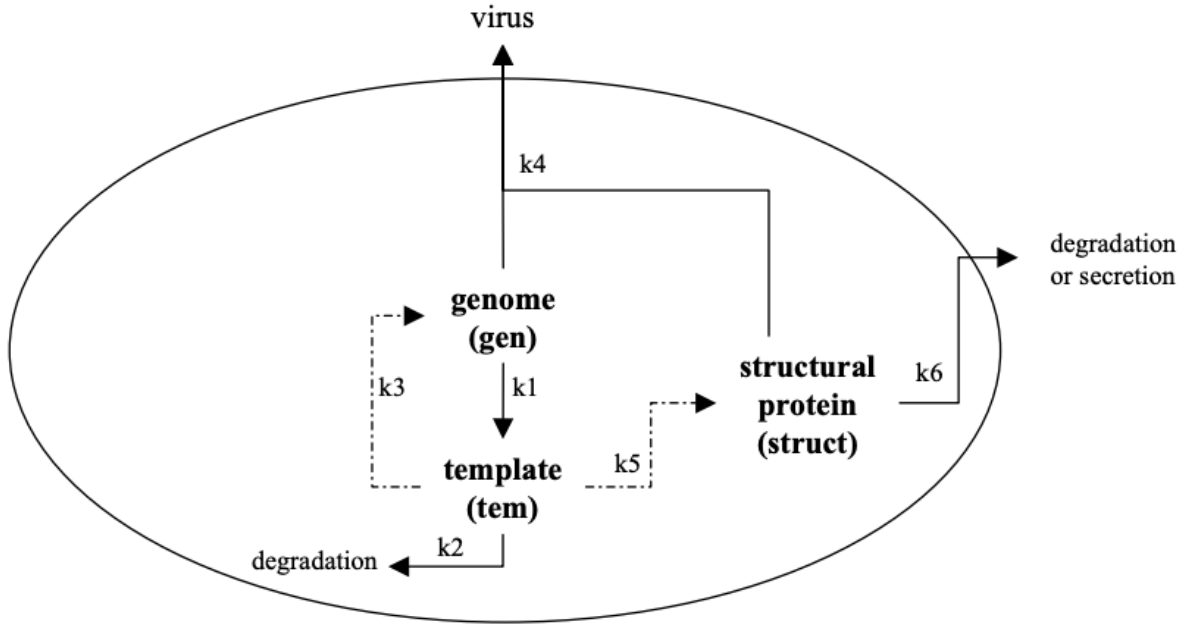 virus
k4
degradation
or secretion
genome
(gen)
k3
k1
structural
protein
(struct)
k6
template
(tem)
k5
k2
degradation